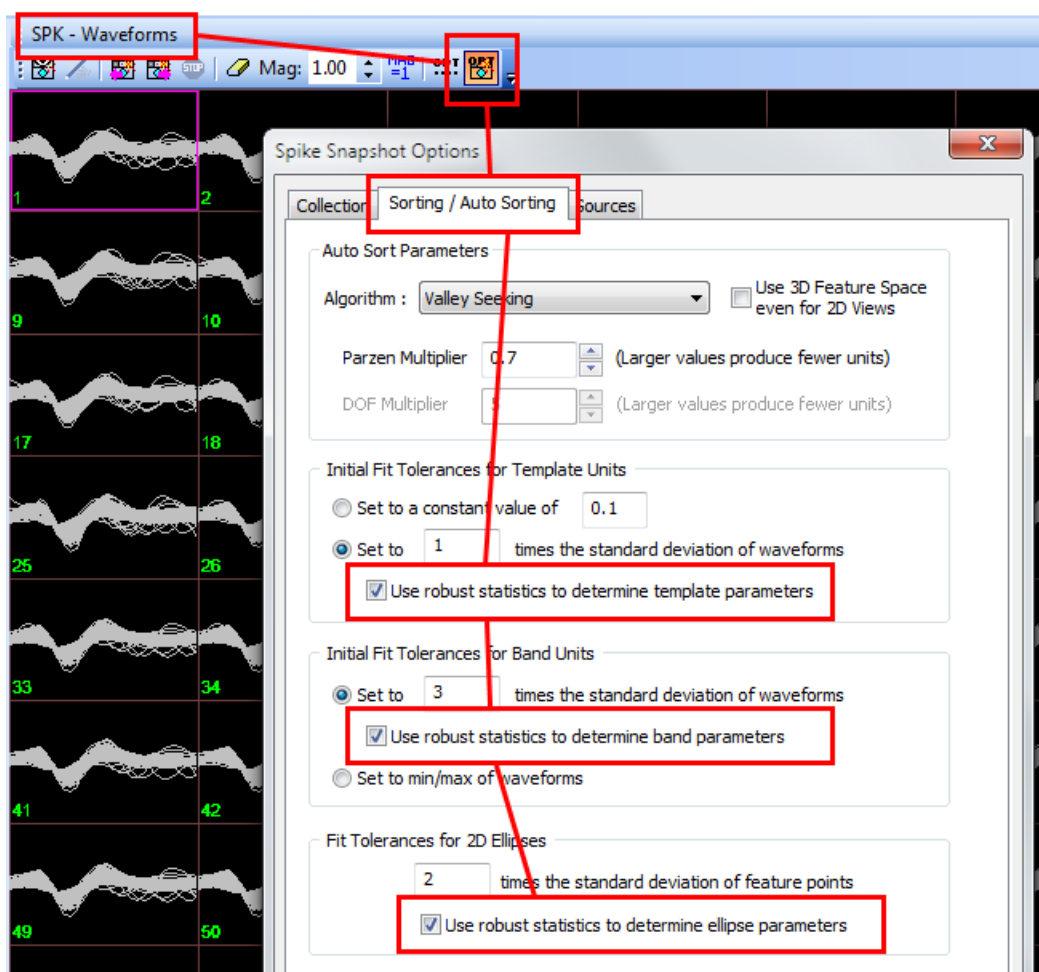 SPK - Waveforms
STOP Mag: 1.00 MAG =1 OPT OPT
Spike Snapshot Options
X
Collection Sorting / Auto Sorting Sources
Auto Sort Parameters
Algorithm : Valley Seeking Use 3D Feature Space
even for 2D Views
Parzen Multiplier 0.7 (Larger values produce fewer units)
DOF Multiplier 5 (Larger values produce fewer units)
Initial Fit Tolerances for Template Units
Set to a constant value of 0.1
Set to 1 times the standard deviation of waveforms
Use robust statistics to determine template parameters
Initial Fit Tolerances for Band Units
Set to 3 times the standard deviation of waveforms
Use robust statistics to determine band parameters
Set to min/max of waveforms
Fit Tolerances for 2D Ellipses
2 times the standard deviation of feature points
Use robust statistics to determine ellipse parameters
1 2
9 10
17 18
25 26
33 34
41 42
49 50